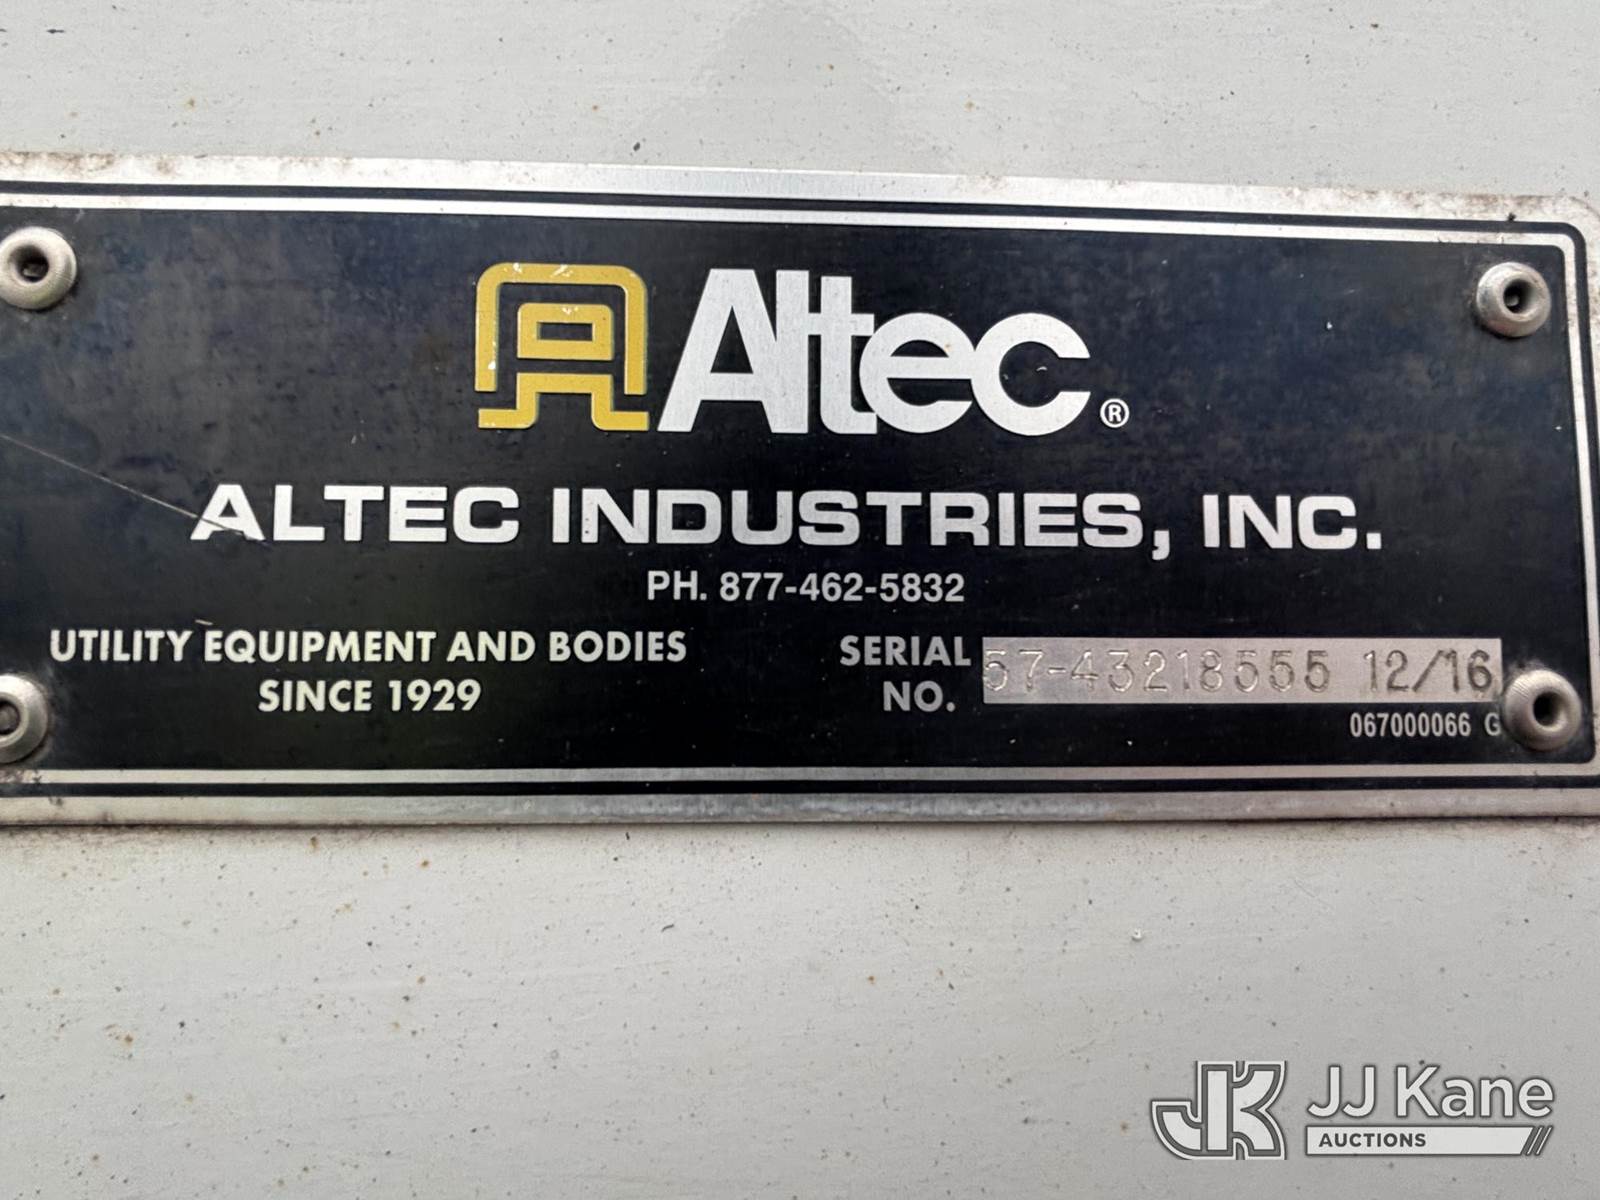 Altec®
ALTEC INDUSTRIES, INC.
PH. 877-462-5832
UTILITY EQUIPMENT AND BODIES
SINCE 1929
SERIAL NO. 57-43218555 12/16
067000066 G
JK JJ Kane
AUCTIONS